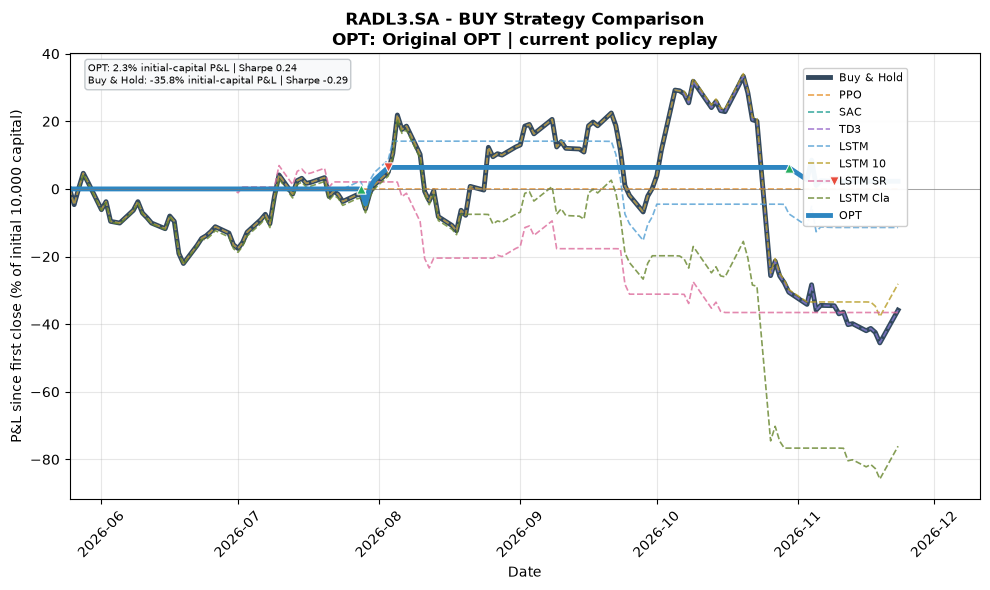 RADL3.SA - BUY Strategy Comparison
OPT: Original OPT | current policy replay
OPT: 2.3% initial-capital P&L | Sharpe 0.24
Buy & Hold: -35.8% initial-capital P&L | Sharpe -0.29
Buy & Hold
PPO
SAC
TD3
LSTM
LSTM 10
LSTM SR
LSTM Cla
OPT
P&L since first close (% of initial 10,000 capital)
40
20
0
−20
−40
−60
−80
2026-06
2026-07
2026-08
2026-09
2026-10
2026-11
2026-12
Date